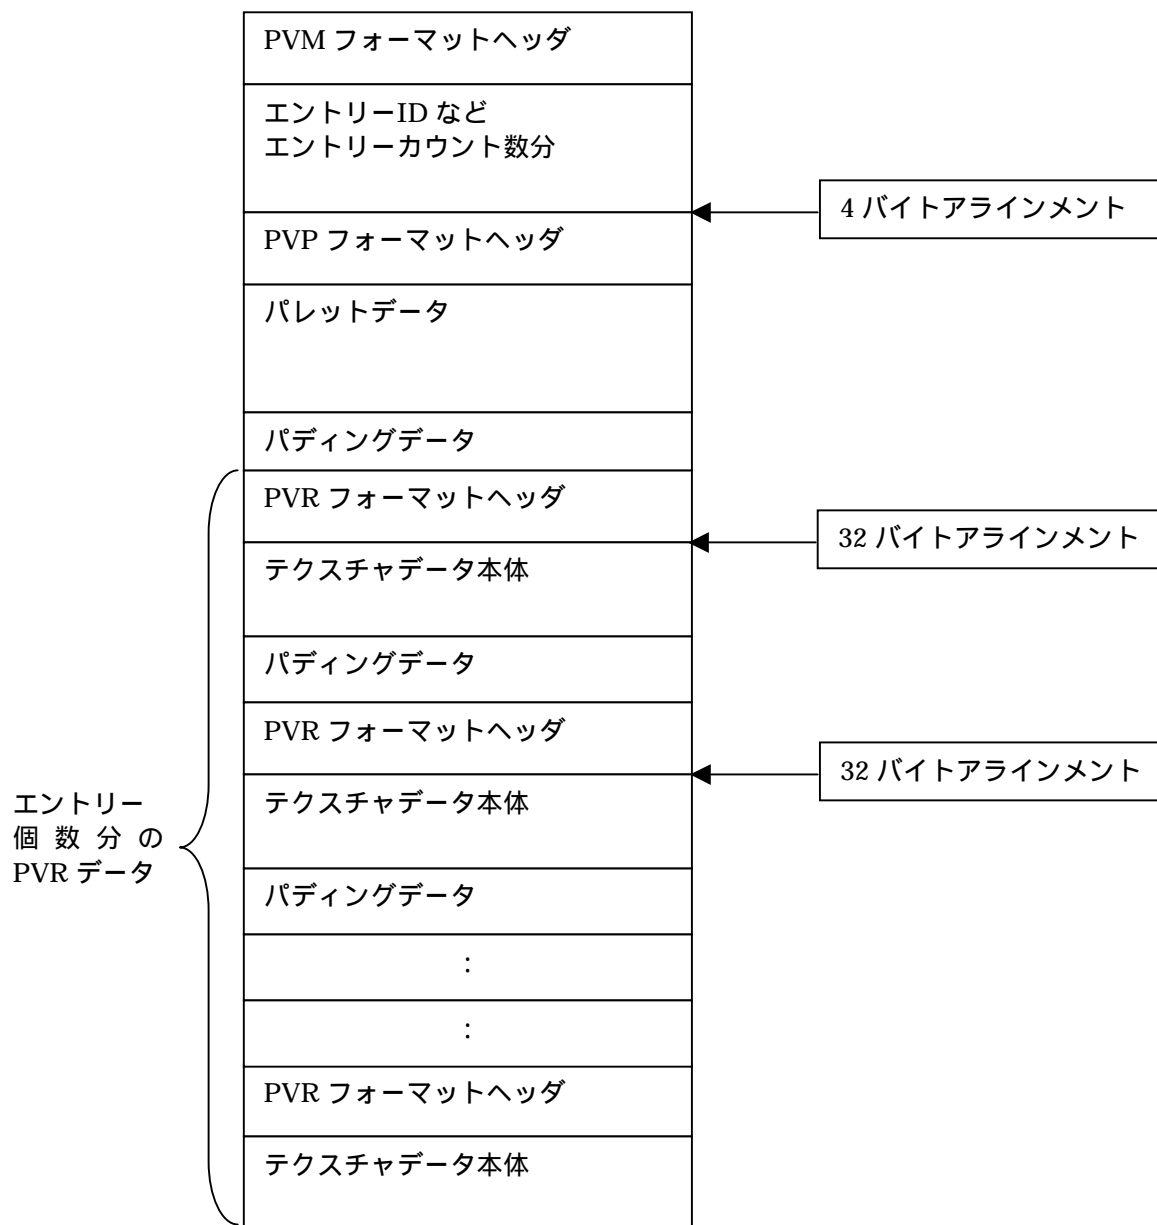 PVM フォーマットヘッダ
エントリーID など
エントリーカウント数分
4 バイトアラインメント
PVP フォーマットヘッダ
パレットデータ
パディングデータ
PVR フォーマットヘッダ
32 バイトアラインメント
テクスチャデータ本体
パディングデータ
PVR フォーマットヘッダ
32 バイトアラインメント
エントリー
個 数 分 の
PVR データ
テクスチャデータ本体
パディングデータ
:
:
PVR フォーマットヘッダ
テクスチャデータ本体